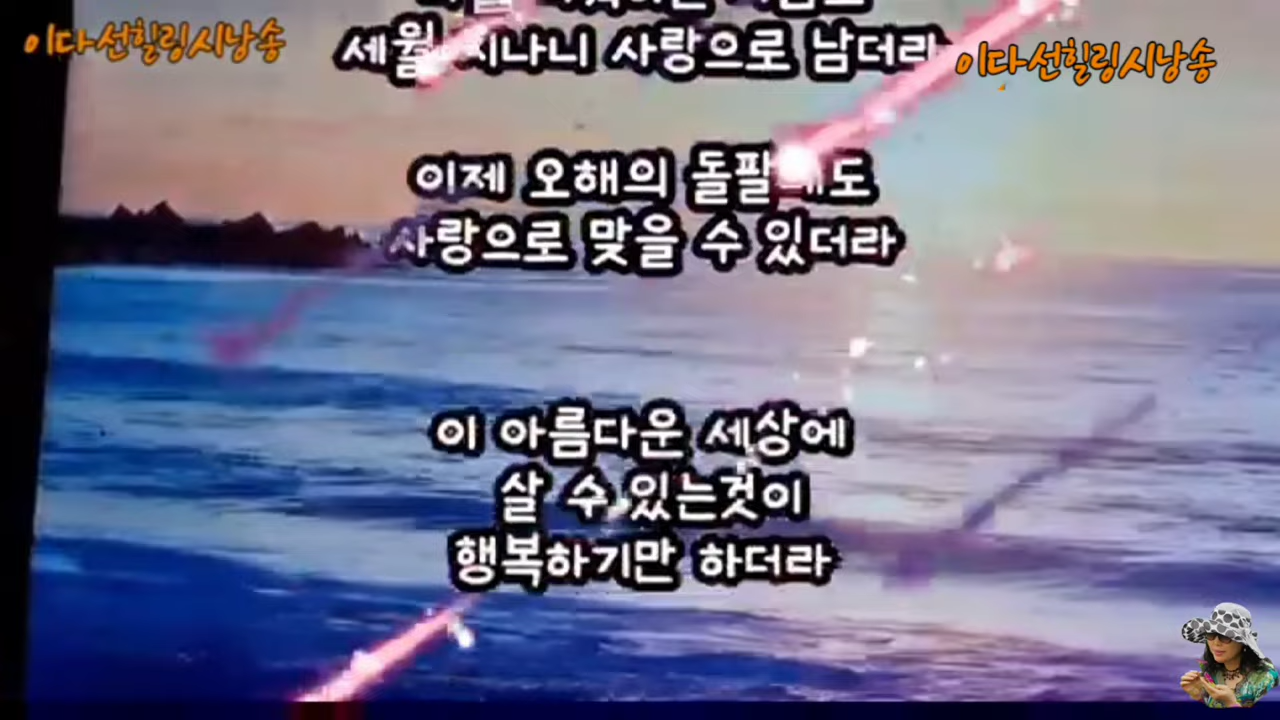 이다선힐링시낭송
이다선힐링시낭송
세월 지나니 사랑으로 남더라
이제 오해의 돌팔매도
사랑으로 맞을 수 있더라
이 아름다운 세상에
살 수 있는것이
행복하기만 하더라